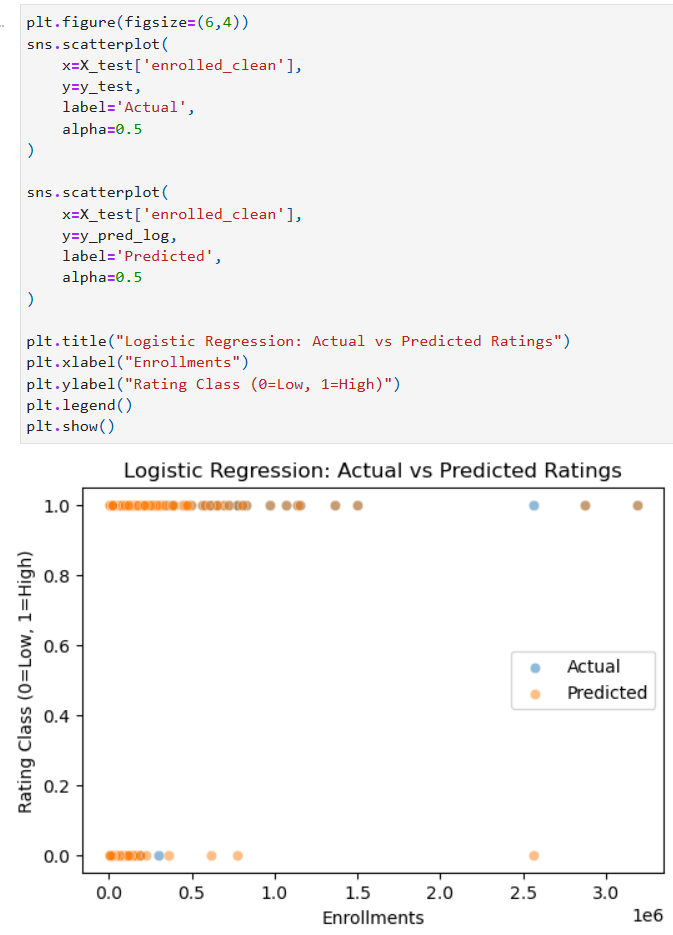 plt.figure(figsize=(6,4))
sns.scatterplot(
    x=X_test['enrolled_clean'],
    y=y_test,
    label='Actual',
    alpha=0.5
)

sns.scatterplot(
    x=X_test['enrolled_clean'],
    y=y_pred_log,
    label='Predicted',
    alpha=0.5
)

plt.title("Logistic Regression: Actual vs Predicted Ratings")
plt.xlabel("Enrollments")
plt.ylabel("Rating Class (0=Low, 1=High)")
plt.legend()
plt.show()
Logistic Regression: Actual vs Predicted Ratings
Rating Class (0=Low, 1=High)
1.0
0.8
0.6
0.4
0.2
0.0
Actual
Predicted
0.0 0.5 1.0 1.5 2.0 2.5 3.0
1e6
Enrollments